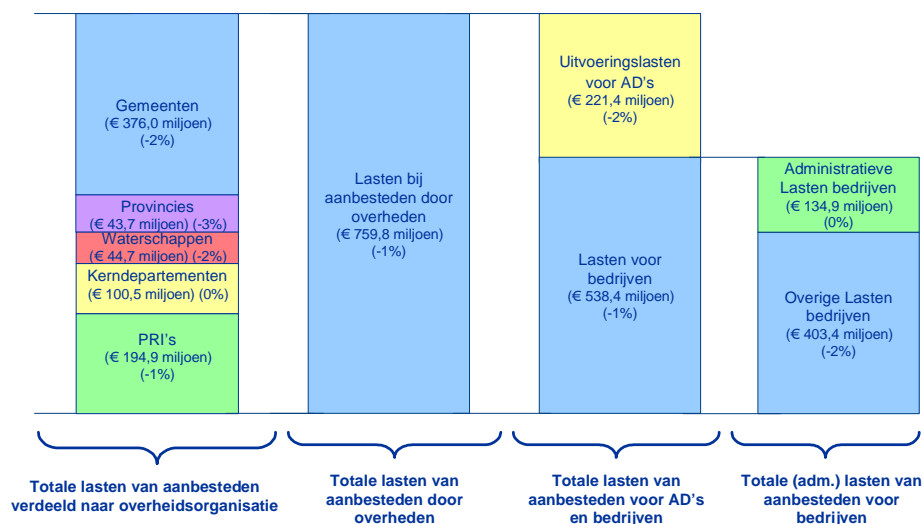 Gemeenten
(€ 376,0 miljoen)
(-2%)
Provincies
(€ 43,7 miljoen) (-3%)
Waterschappen
(€ 44,7 miljoen) (-2%)
Kerndepartementen
(€ 100,5 miljoen) (0%)
PRI's
(€ 194,9 miljoen)
(-1%)
Lasten bij
aanbesteden door
overheden
(€ 759,8 miljoen)
(-1%)
Uitvoeringslasten
voor AD's
(€ 221,4 miljoen)
(-2%)
Lasten voor
bedrijven
(€ 538,4 miljoen)
(-1%)
Administratieve
Lasten bedrijven
(€ 134,9 miljoen)
(0%)
Overige Lasten
bedrijven
(€ 403,4 miljoen)
(-2%)
Totale lasten van aanbesteden
verdeeld naar overheidsorganisatie
Totale lasten van
aanbesteden door
overheden
Totale lasten van
aanbesteden voor AD's
en bedrijven
Totale (adm.) lasten van
aanbesteden voor
bedrijven